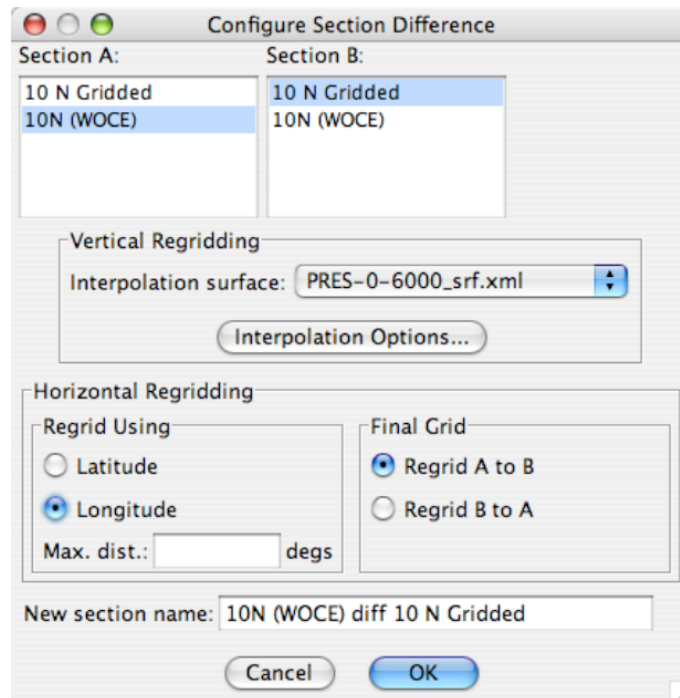 Configure Section Difference
Section A: Section B:
10 N Gridded
10N (WOCE)
10 N Gridded
10N (WOCE)
Vertical Regridding
Interpolation surface: PRES-0-6000_srf.xml
Interpolation Options...
Horizontal Regridding
Regrid Using
Latitude
Longitude
Max. dist.: degs
Final Grid
Regrid A to B
Regrid B to A
New section name: 10N (WOCE) diff 10 N Gridded
Cancel OK